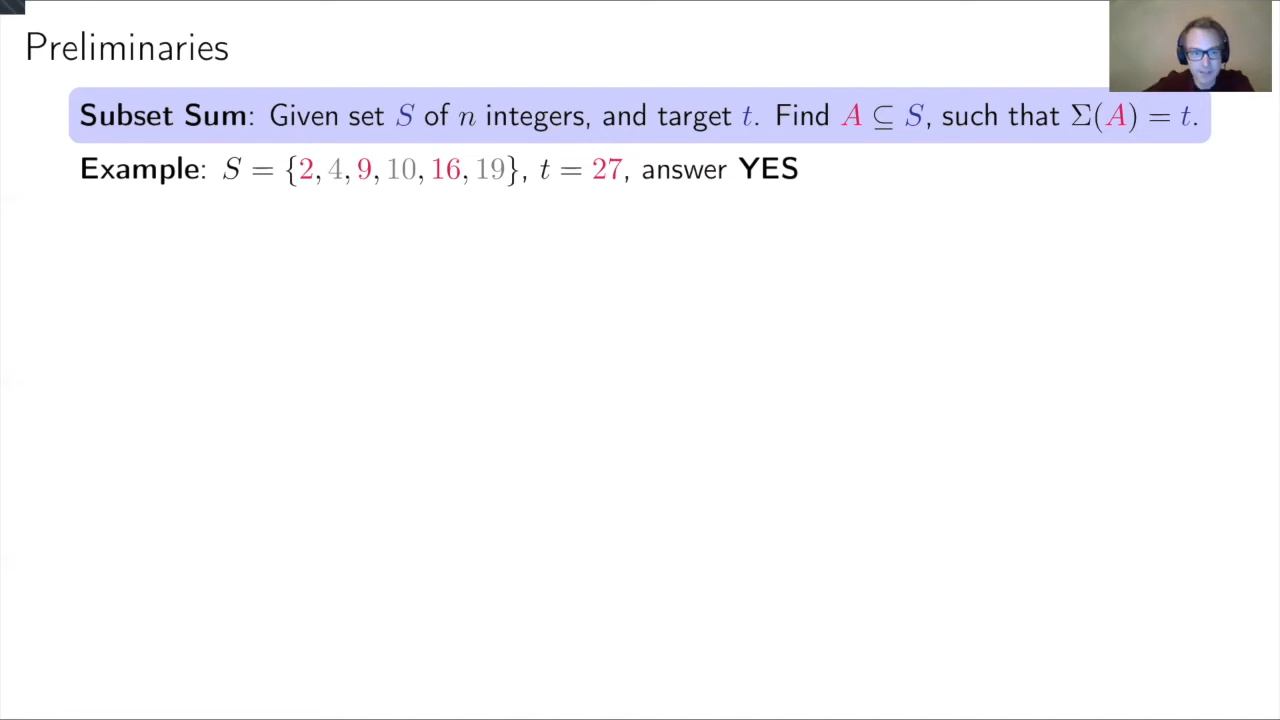 Preliminaries
Subset Sum: Given set S of n integers, and target t. Find A ⊆ S, such that Σ(A) = t.
Example: S = {2, 4, 9, 10, 16, 19}, t = 27, answer YES